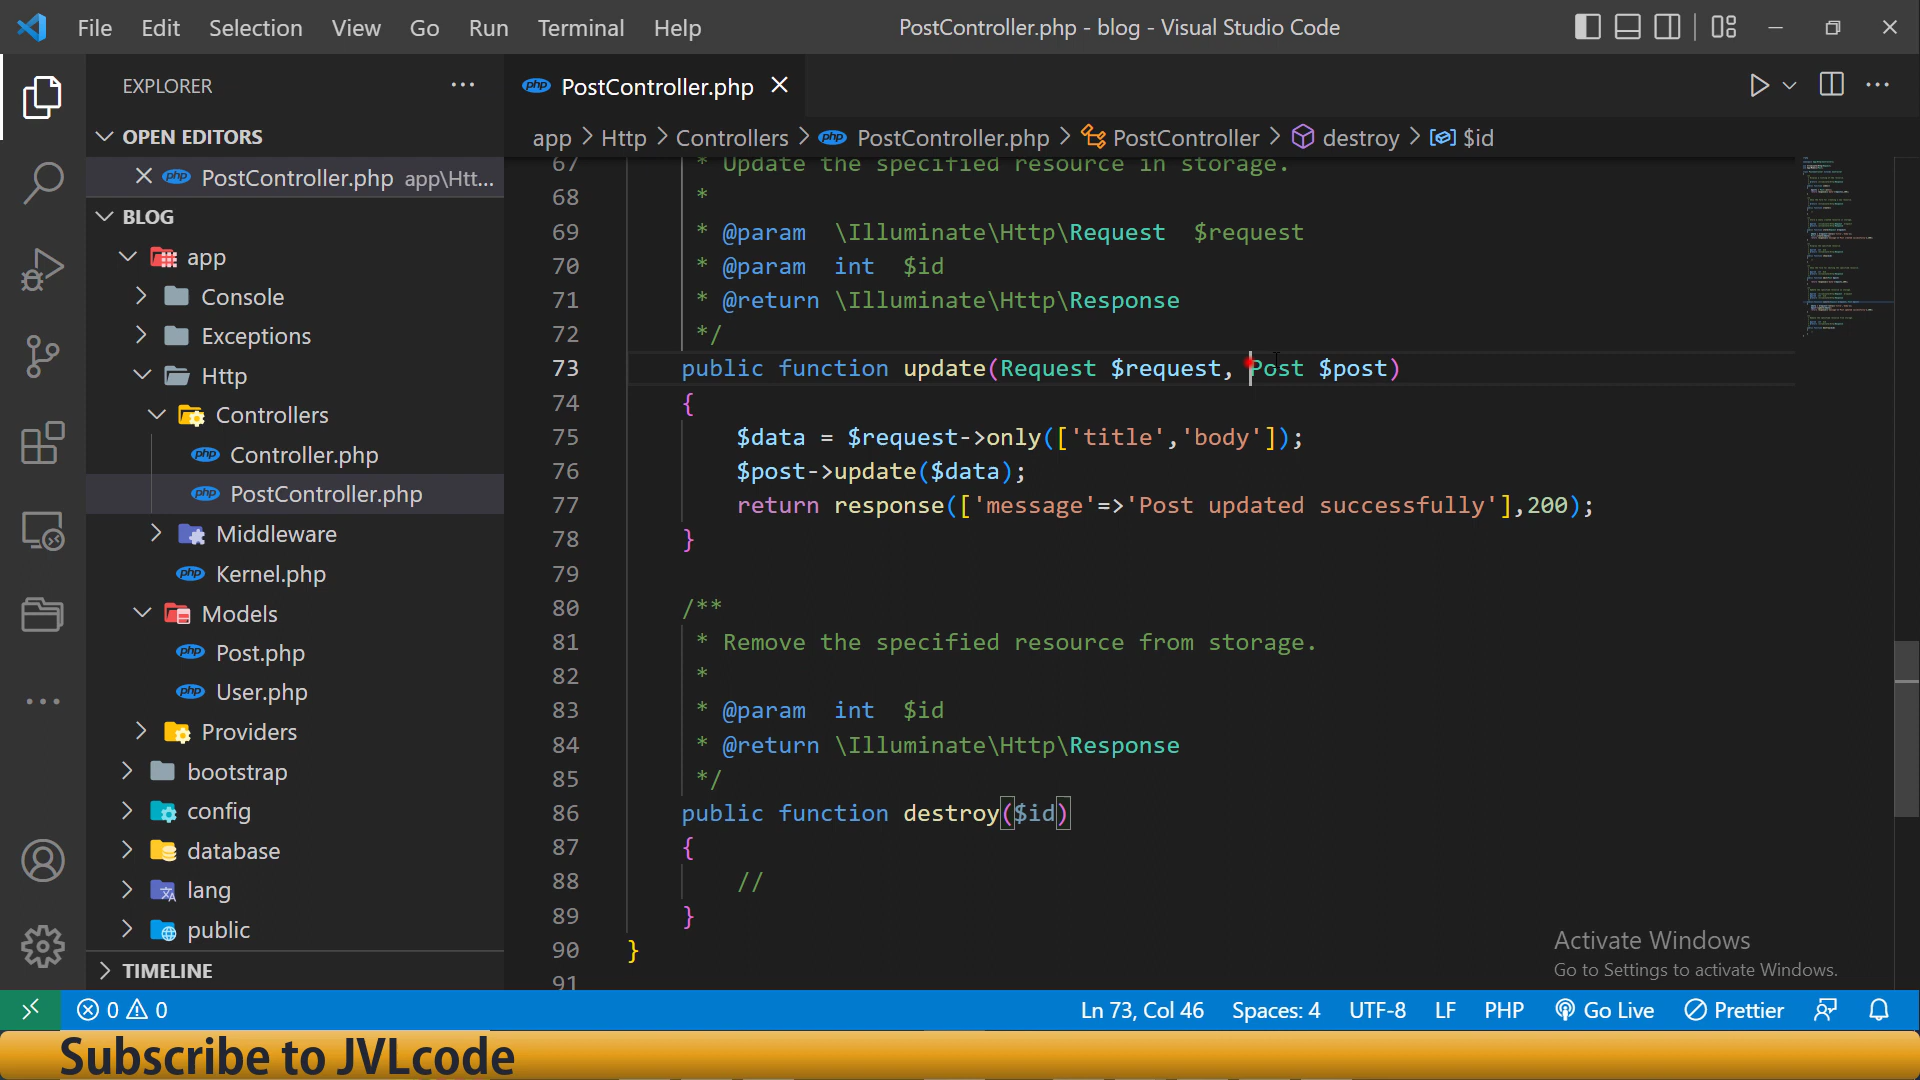 File Edit Selection View Go Run Terminal Help PostController.php - blog - Visual Studio Code
EXPLORER ··· php PostController.php
OPEN EDITORS
app > Http > Controllers > php PostController.php > PostController > destroy > $id
php PostController.php app\Htt...
BLOG
app
Console
Exceptions
Http
Controllers
php Controller.php
php PostController.php
Middleware
php Kernel.php
Models
php Post.php
php User.php
Providers
bootstrap
config
database
lang
public
TIMELINE
67 * Update the specified resource in storage.
68 *
69 * @param \Illuminate\Http\Request $request
70 * @param int $id
71 * @return \Illuminate\Http\Response
72 */
73 public function update(Request $request, Post $post)
74 {
75 $data = $request->only(['title','body']);
76 $post->update($data);
77 return response(['message'=>'Post updated successfully'],200);
78 }
79
80 /**
81 * Remove the specified resource from storage.
82 *
83 * @param int $id
84 * @return \Illuminate\Http\Response
85 */
86 public function destroy($id)
87 {
88 //
89 }
90 }
91
Activate Windows
Go to Settings to activate Windows.
0 0 Ln 73, Col 46 Spaces: 4 UTF-8 LF PHP Go Live Prettier
Subscribe to JVLcode